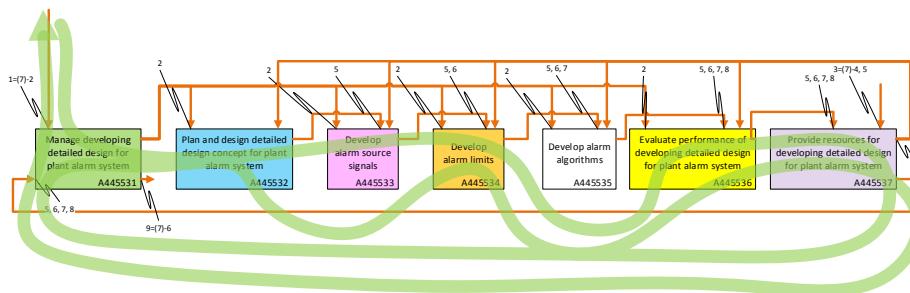 1=(7)-2
2
2
5
2
5, 6
2
5, 6, 7
2
5, 6, 7, 8
5, 6, 7, 8
3=(7)-4, 5
Manage developing
detailed design for
plant alarm system
A445531
Plan and design detailed
design concept for plant
alarm system
A445532
Develop
alarm source
signals
A445533
Develop
alarm limits
A445534
Develop alarm
algorithms
A445535
Evaluate performance of
developing detailed design
for plant alarm system
A445536
Provide resources for
developing detailed design
for plant alarm system
A445537
5, 6, 7, 8
9=(7)-6